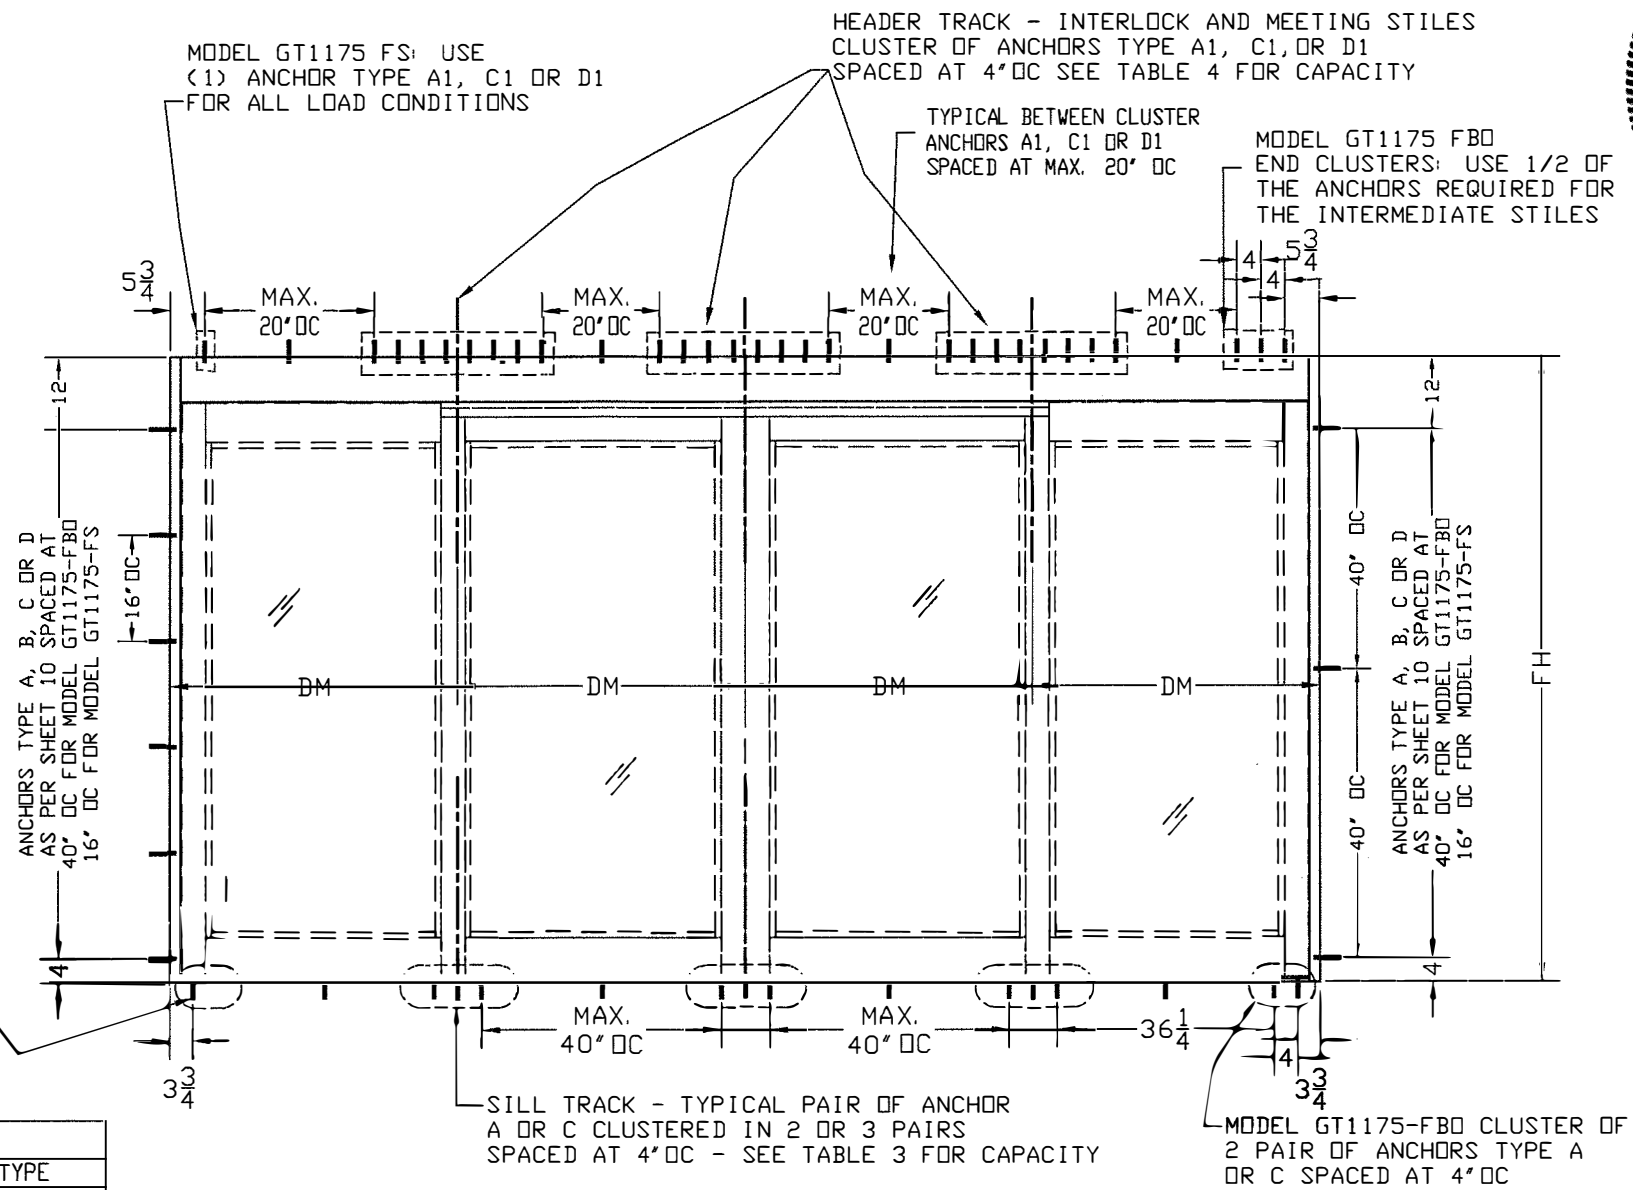 MODEL GT1175 FS: USE
(1) ANCHOR TYPE A1, C1 OR D1
FOR ALL LOAD CONDITIONS
HEADER TRACK - INTERLOCK AND MEETING STILES
CLUSTER OF ANCHORS TYPE A1, C1, OR D1
SPACED AT 4" OC SEE TABLE 4 FOR CAPACITY
TYPICAL BETWEEN CLUSTER
ANCHORS A1, C1 OR D1
SPACED AT MAX. 20" OC
MODEL GT1175 FBO
END CLUSTERS: USE 1/2 OF
THE ANCHORS REQUIRED FOR
THE INTERMEDIATE STILES
5 3/4
MAX.
20" OC
MAX.
20" OC
MAX.
20" OC
MAX.
20" OC
4
4
5 3/4
12
16" OC
4
ANCHORS TYPE A, B, C OR D
AS PER SHEET 10 SPACED AT
40" OC FOR MODEL GT1175-FBO
16" OC FOR MODEL GT1175-FS
DM
DM
DM
DM
12
40" OC
40" OC
4
ANCHORS TYPE A, B, C OR D
AS PER SHEET 10 SPACED AT
40" OC FOR MODEL GT1175-FBO
16" OC FOR MODEL GT1175-FS
FH
3 3/4
MAX.
40" OC
MAX.
40" OC
36 1/4
4
3 3/4
SILL TRACK - TYPICAL PAIR OF ANCHOR
A OR C CLUSTERED IN 2 OR 3 PAIRS
SPACED AT 4" OC - SEE TABLE 3 FOR CAPACITY
MODEL GT1175-FBO CLUSTER OF
2 PAIR OF ANCHORS TYPE A
OR C SPACED AT 4" OC
TYPE